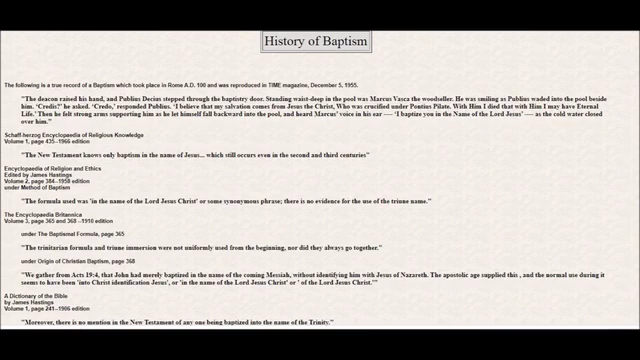 History of Baptism
The following is a true record of a Baptism which took place in Rome A.D. 100 and was reproduced in TIME magazine, December 5, 1955.
"The deacon raised his hand, and Publius Decius stepped through the baptistry door. Standing waist-deep in the pool was Marcus Vasca the woodseller. He was smiling as Publius waded into the pool beside
him. 'Credis?' he asked. 'Credo,' responded Publius. 'I believe that my salvation comes from Jesus the Christ, Who was crucified under Pontius Pilate. With Him I died that with Him I may have Eternal
Life.' Then he felt strong arms supporting him as he let himself fall backward into the pool, and heard Marcus' voice in his ear ---- 'I baptize you in the Name of the Lord Jesus' ---- as the cold water closed
over him."
Schaff-herzog Encyclopaedia of Religious Knowledge
Volume 1, page 435--1966 edition
"The New Testament knows only baptism in the name of Jesus... which still occurs even in the second and third centuries"
Encyclopaedia of Religion and Ethics
Edited by James Hastings
Volume 2, page 384--1958 edition
under Method of Baptism
"The formula used was 'in the name of the Lord Jesus Christ' or some synonymous phrase; there is no evidence for the use of the triune name."
The Encyclopaedia Britannica
Volume 3, page 365 and 368 --1910 edition
under The Baptismal Formula, page 365
"The trinitarian formula and triune immersion were not uniformly used from the beginning, nor did they always go together."
under Origin of Christian Baptism, page 368
"We gather from Acts 19:4, that John had merely baptized in the name of the coming Messiah, without identifying him with Jesus of Nazareth. The apostolic age supplied this , and the normal use during it
seems to have been 'into Christ identification Jesus', or 'in the name of the Lord Jesus Christ' or ' of the Lord Jesus Christ.'"
A Dictionary of the Bible
by James Hastings
Volume 1, page 241--1906 edition
"Moreover, there is no mention in the New Testament of any one being baptized into the name of the Trinity."